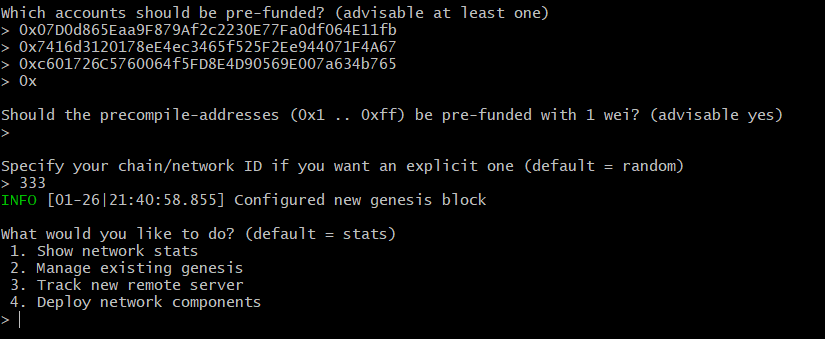 Which accounts should be pre-funded? (advisable at least one)
> 0x07D0d865Eaa9F879Af2c2230E77Fa0df064E11fb
> 0x7416d3120178eE4ec3465f525F2Ee944071F4A67
> 0xc601726C5760064f5FD8E4D90569E007a634b765
> 0x
Should the precompile-addresses (0x1 .. 0xff) be pre-funded with 1 wei? (advisable yes)
>
Specify your chain/network ID if you want an explicit one (default = random)
> 333
INFO [01-26|21:40:58.855] Configured new genesis block
What would you like to do? (default = stats)
1. Show network stats
2. Manage existing genesis
3. Track new remote server
4. Deploy network components
>